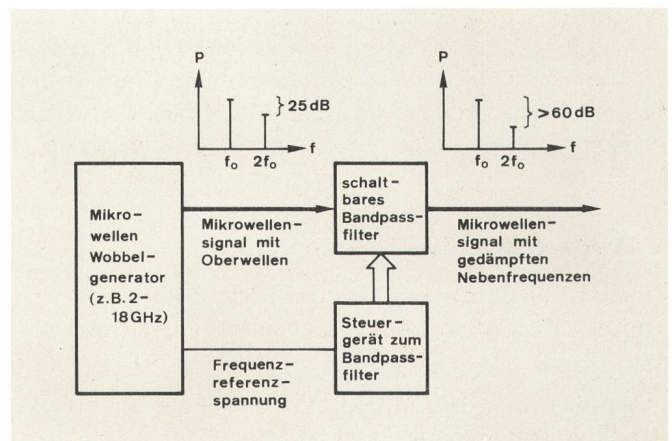 P
} 25 dB
f₀ 2f₀ f
P
} >60 dB
f₀ 2f₀ f
Mikro-
wellen
Wobbel-
generator
(z.B. 2-
18 GHz)
Mikrowellen-
signal mit
Oberwellen
schalt-
bares
Bandpass-
filter
Mikrowellen-
signal mit
gedämpften
Nebenfrequenzen
Frequenz-
referenz-
spannung
Steuer-
gerät zum
Bandpass-
filter